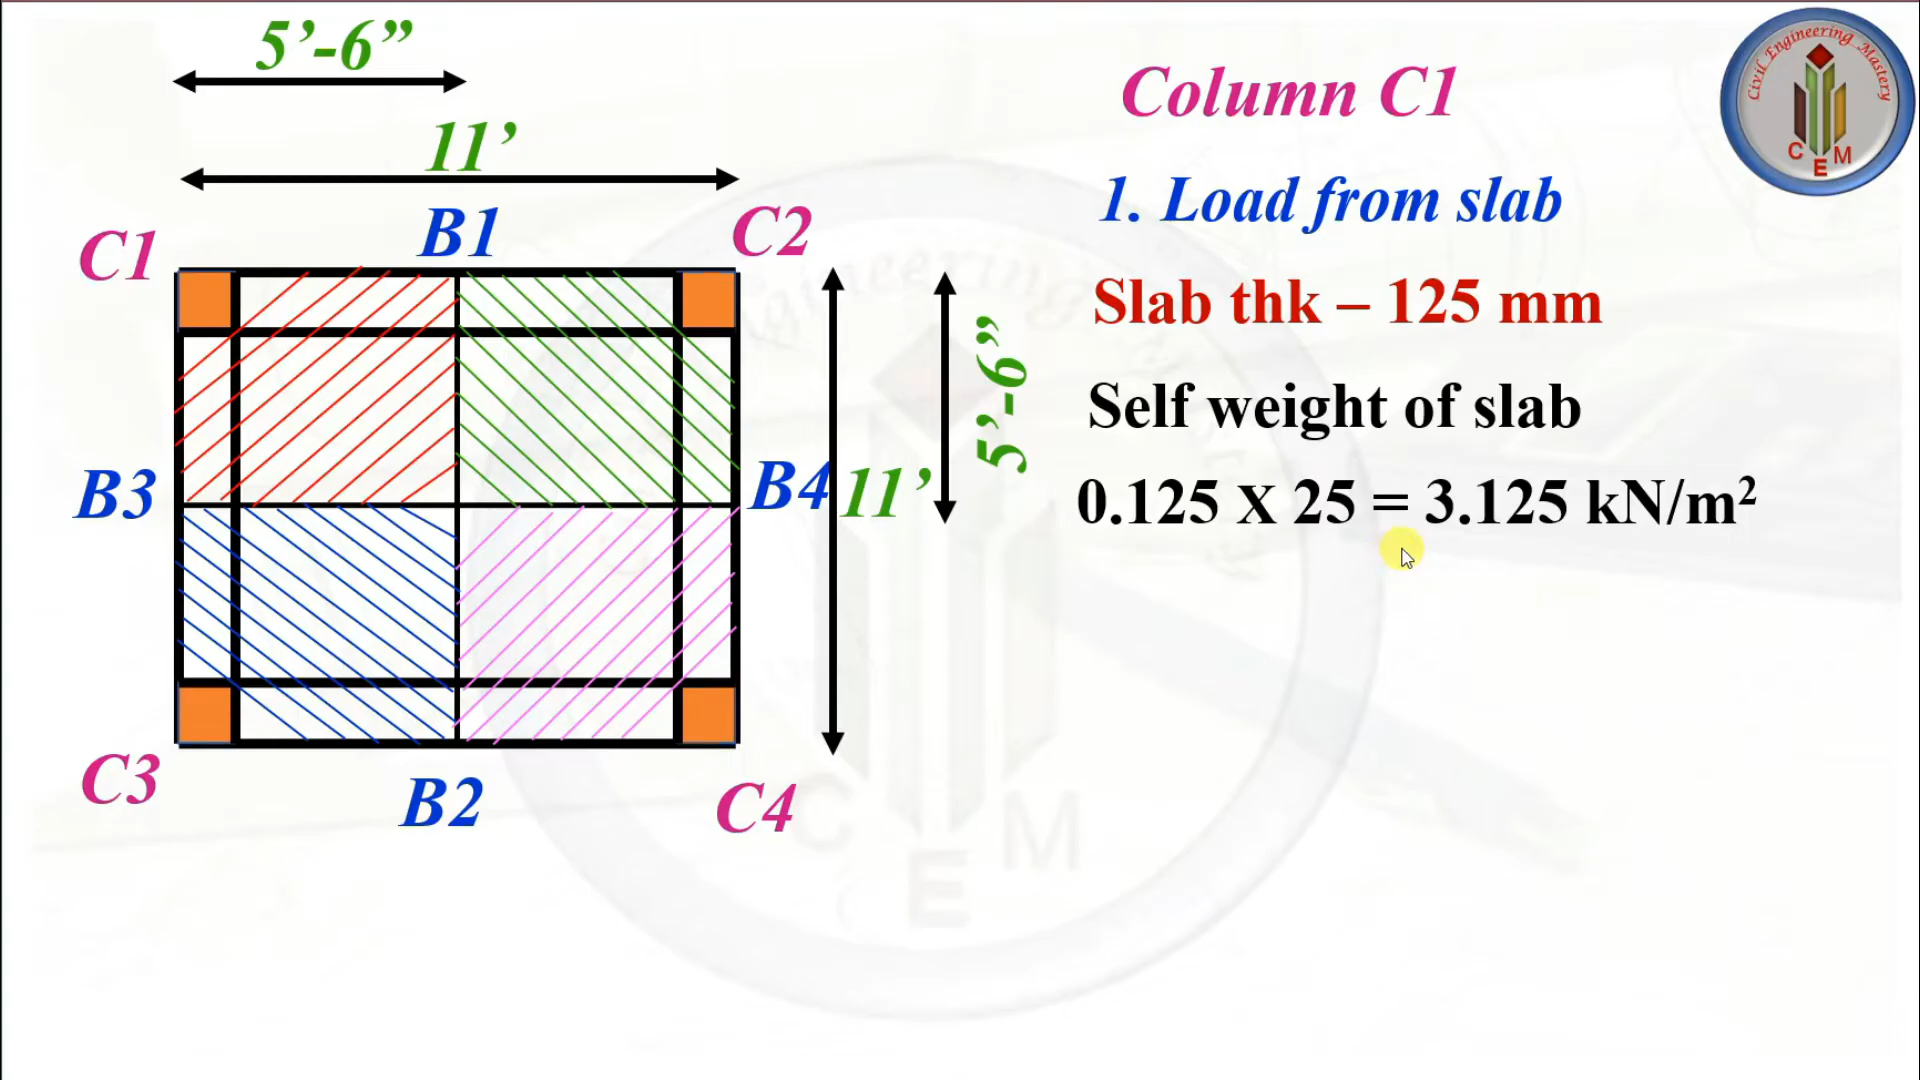 5’-6”
11’
B1
C1
C2
B3
B4
11’
5’-6”
C3
B2
C4
Column C1
1. Load from slab
Slab thk – 125 mm
Self weight of slab
0.125 X 25 = 3.125 kN/m²
Civil Engineering Mastery
C E M
gineering
C E M